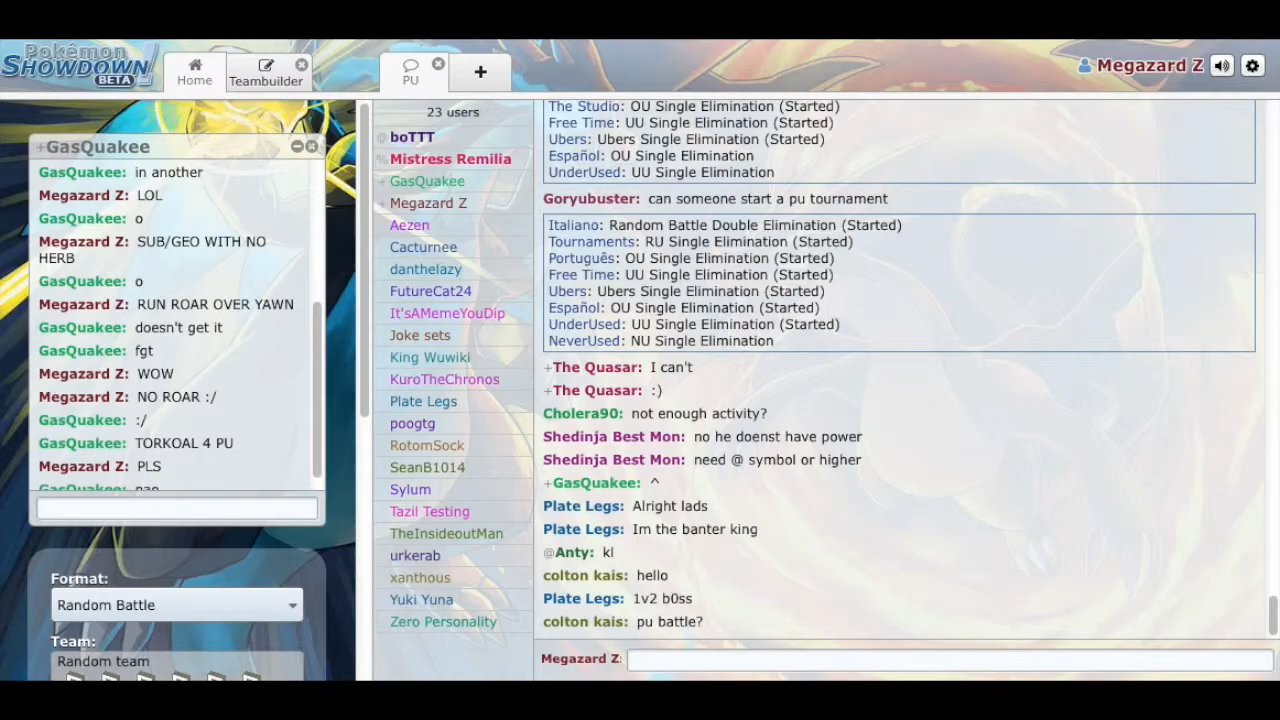 Pokémon
SHOWDOWN!
BETA
Home
Teambuilder
PU
+
Megazard Z
+GasQuakee
GasQuakee: in another
Megazard Z: LOL
GasQuakee: o
Megazard Z: SUB/GEO WITH NO
HERB
GasQuakee: o
Megazard Z: RUN ROAR OVER YAWN
GasQuakee: doesn't get it
GasQuakee: fgt
Megazard Z: WOW
Megazard Z: NO ROAR :/
GasQuakee: :/
GasQuakee: TORKOAL 4 PU
Megazard Z: PLS
GasQuakee:
Format:
Random Battle
Team:
Random team
23 users
@boTTT
%Mistress Remilia
+GasQuakee
+Megazard Z
Aezen
Cacturnee
danthelazy
FutureCat24
It'sAMemeYouDip
Joke sets
King Wuwiki
KuroTheChronos
Plate Legs
poogtg
RotomSock
SeanB1014
Sylum
Tazil Testing
TheInsideoutMan
urkerab
xanthous
Yuki Yuna
Zero Personality
The Studio: OU Single Elimination (Started)
Free Time: UU Single Elimination (Started)
Ubers: Ubers Single Elimination (Started)
Español: OU Single Elimination
UnderUsed: UU Single Elimination
Goryubuster: can someone start a pu tournament
Italiano: Random Battle Double Elimination (Started)
Tournaments: RU Single Elimination (Started)
Português: OU Single Elimination (Started)
Free Time: UU Single Elimination (Started)
Ubers: Ubers Single Elimination (Started)
Español: OU Single Elimination (Started)
UnderUsed: UU Single Elimination (Started)
NeverUsed: NU Single Elimination
+The Quasar: I can't
+The Quasar: :)
Cholera90: not enough activity?
Shedinja Best Mon: no he doenst have power
Shedinja Best Mon: need @ symbol or higher
+GasQuakee: ^
Plate Legs: Alright lads
Plate Legs: Im the banter king
@Anty: kl
colton kais: hello
Plate Legs: 1v2 b0ss
colton kais: pu battle?
Megazard Z: